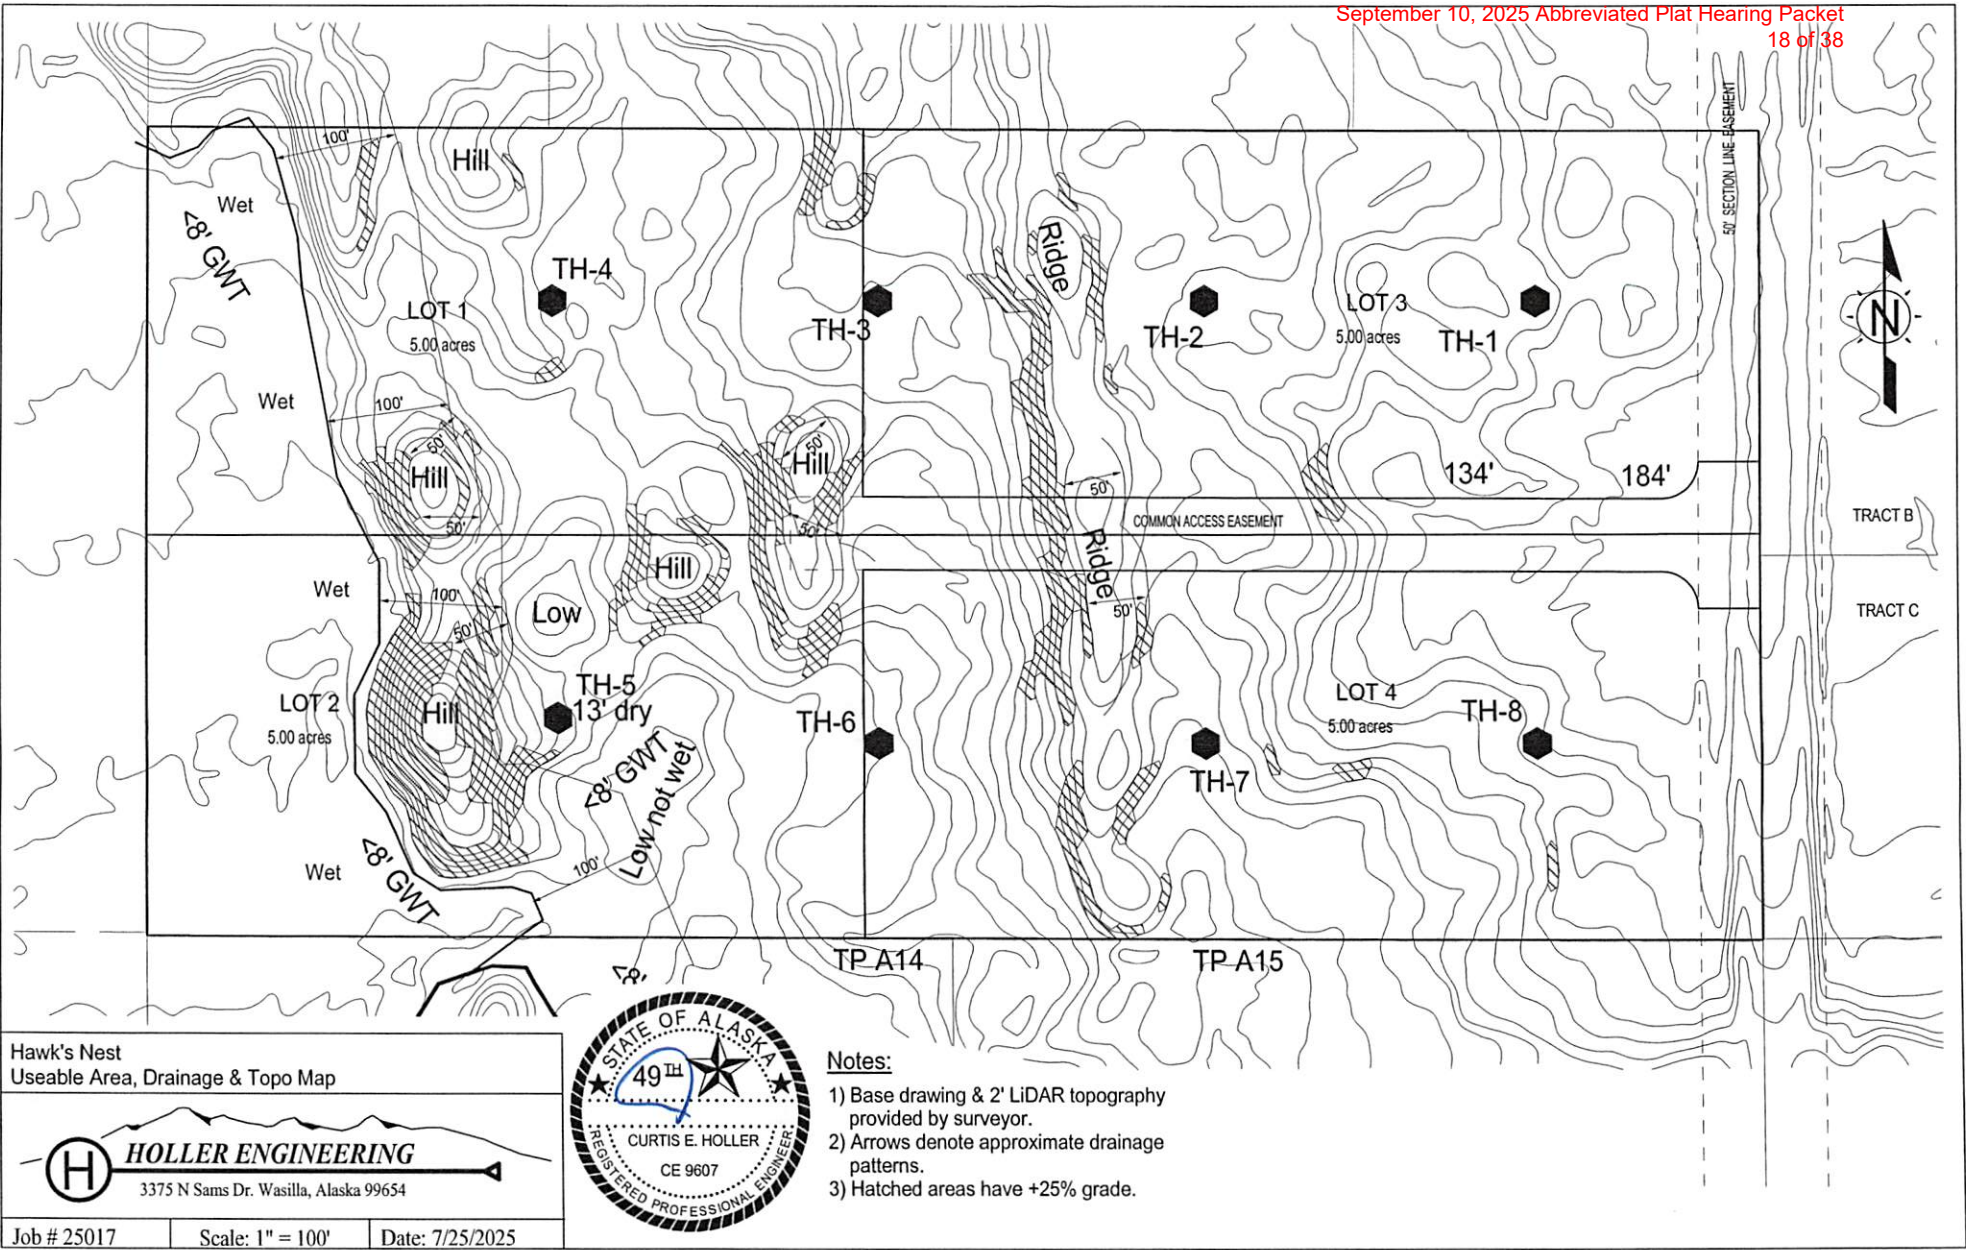 September 10, 2025 Abbreviated Plat Hearing Packet
18 of 38
50' SECTION LINE EASEMENT
100'
Hill
Wet
<8' GWT
Ridge
TH-4
LOT 1
5.00 acres
TH-3
TH-2
LOT 3
5.00 acres
TH-1
N
Wet
100'
50'
Hill
50'
50'
Hill
50'
50'
134'
184'
COMMON ACCESS EASEMENT
TRACT B
Wet
100'
50'
Low
Hill
Ridge
50'
TRACT C
LOT 2
5.00 acres
Hill
TH-5
13' dry
<8' GWT
Low not wet
TH-6
TH-7
LOT 4
5.00 acres
TH-8
Wet
<8' GWT
100'
<8'
TP A14
TP A15
Hawk's Nest
Useable Area, Drainage & Topo Map
H
HOLLER ENGINEERING
3375 N Sams Dr. Wasilla, Alaska 99654
Job # 25017
Scale: 1" = 100'
Date: 7/25/2025
STATE OF ALASKA
49TH
CURTIS E. HOLLER
CE 9607
REGISTERED PROFESSIONAL ENGINEER
Notes:
1) Base drawing & 2' LiDAR topography
provided by surveyor.
2) Arrows denote approximate drainage
patterns.
3) Hatched areas have +25% grade.